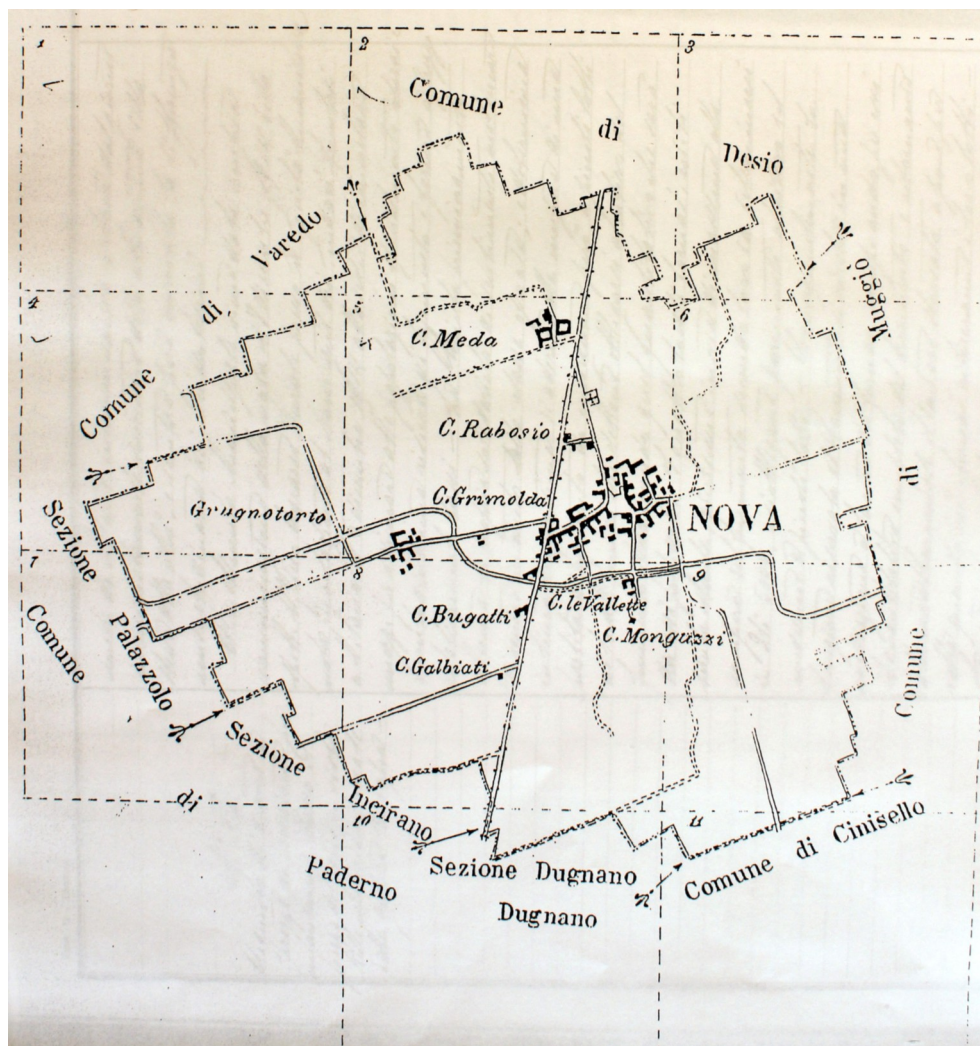 1
2
3
Comune
di
Desio
Varedo
di
Comune
Muggiò
di
Comune
4
5
6
C. Meda
C. Rabosio
C. Grimolda
Grugnotorto
NOVA
Sezione
Palazzolo
Comune
7
8
9
C. Bugatti
C. le Vallette
C. Monguzzi
C. Galbiati
Sezione
Incirano
di
Paderno
10
11
Sezione Dugnano
Dugnano
Comune di Cinisello